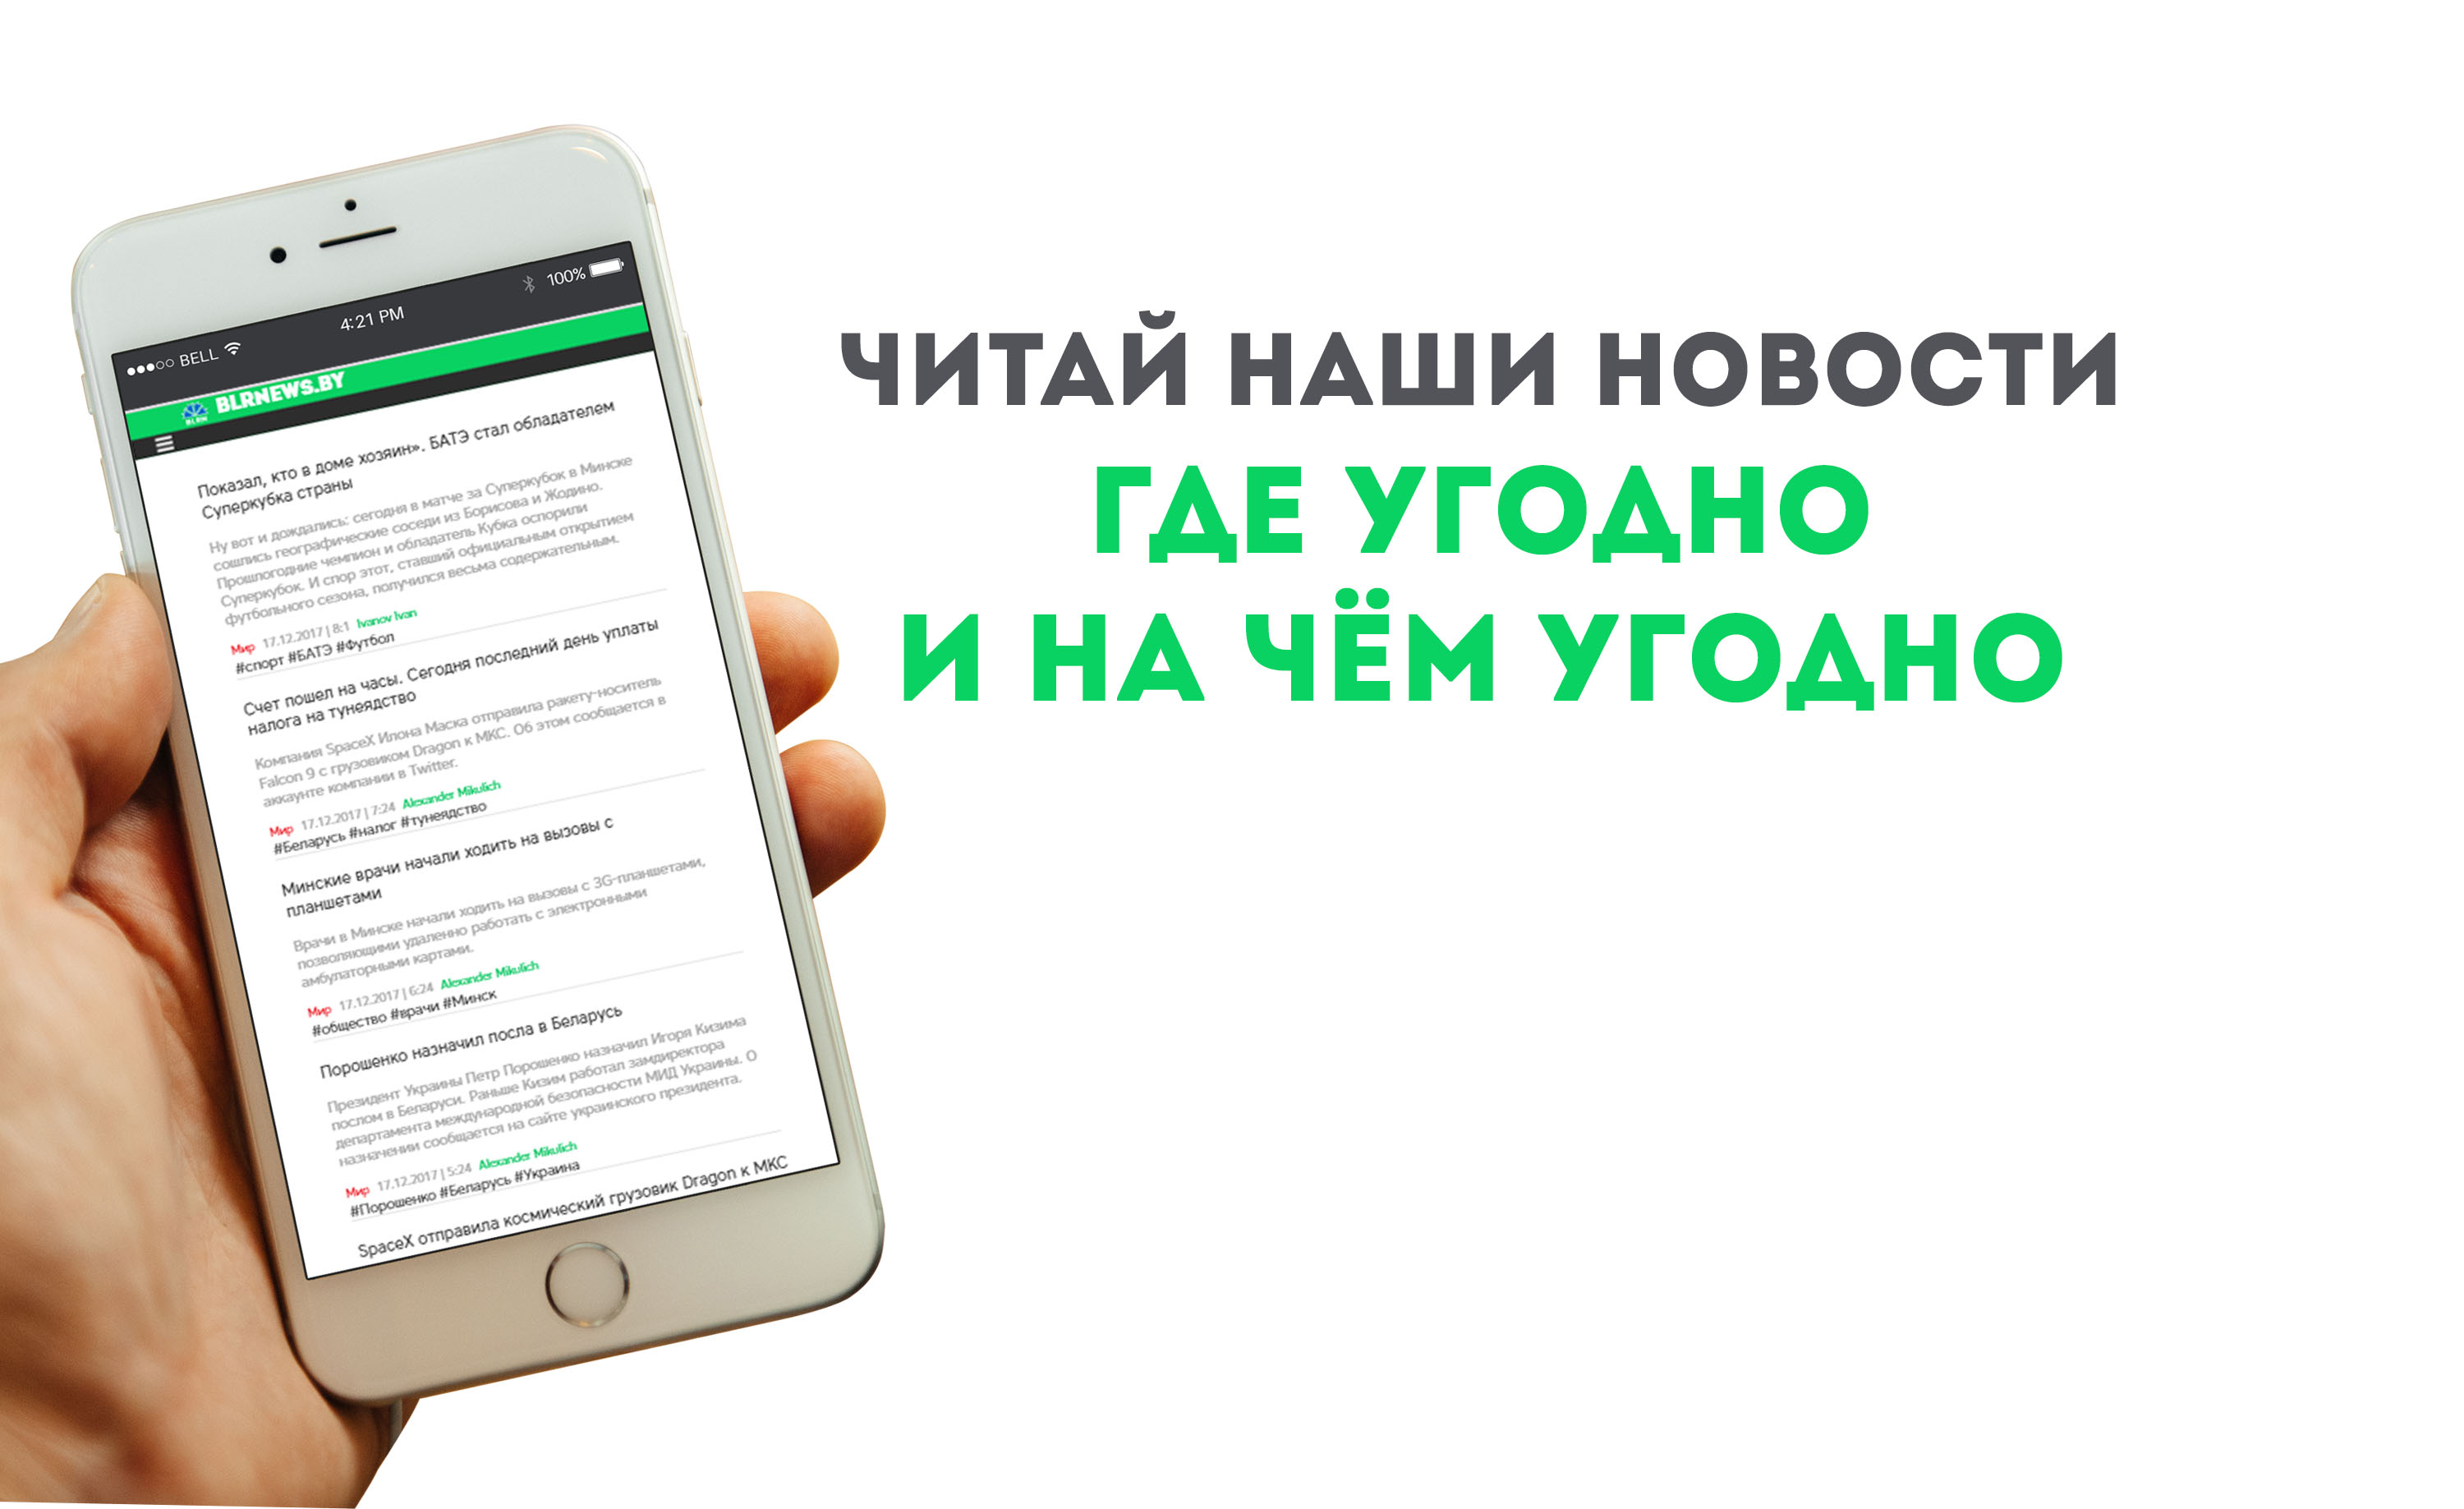 BELL
4:21 PM
100%
BLRNEWS.BY
BLRN
Показал, кто в доме хозяин». БАТЭ стал обладателем
Суперкубка страны
Ну вот и дождались: сегодня в матче за Суперкубок в Минске
сошлись географические соседи из Борисова и Жодино.
Прошлогодние чемпион и обладатель Кубка оспорили
Суперкубок. И спор этот, ставший официальным открытием
футбольного сезона, получился весьма содержательным.
Мир 17.12.2017 | 8:1 Ivanov Ivan
#спорт #БАТЭ #Футбол
Счет пошел на часы. Сегодня последний день уплаты
налога на тунеядство
Компания SpaceX Илона Маска отправила ракету-носитель
Falcon 9 с грузовиком Dragon к МКС. Об этом сообщается в
аккаунте компании в Twitter.
Мир 17.12.2017 | 7:24 Alexander Mikulich
#Беларусь #налог #тунеядство
Минские врачи начали ходить на вызовы с
планшетами
Врачи в Минске начали ходить на вызовы с 3G-планшетами,
позволяющими удаленно работать с электронными
амбулаторными картами.
Мир 17.12.2017 | 6:24 Alexander Mikulich
#общество #врачи #Минск
Порошенко назначил посла в Беларусь
Президент Украины Петр Порошенко назначил Игоря Кизима
послом в Беларуси. Раньше Кизим работал замдиректора
департамента международной безопасности МИД Украины. О
назначении сообщается на сайте украинского президента.
Мир 17.12.2017 | 5:24 Alexander Mikulich
#Порошенко #Беларусь #Украина
SpaceX отправила космический грузовик Dragon к МКС
ЧИТАЙ НАШИ НОВОСТИ
ГДЕ УГОДНО
И НА ЧЁМ УГОДНО